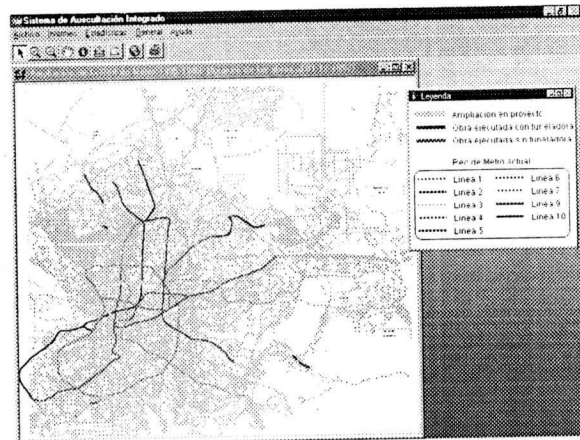 Sistema de Auscultación Integrado
Archivo Informes Estadísticas General Ayuda
Leyenda
Ampliación en proyecto
Obra ejecutada con tuneladora
Obra ejecutada sin tuneladora
Red de Metro actual
Línea 1 Línea 6
Línea 2 Línea 7
Línea 3 Línea 9
Línea 4 Línea 10
Línea 5